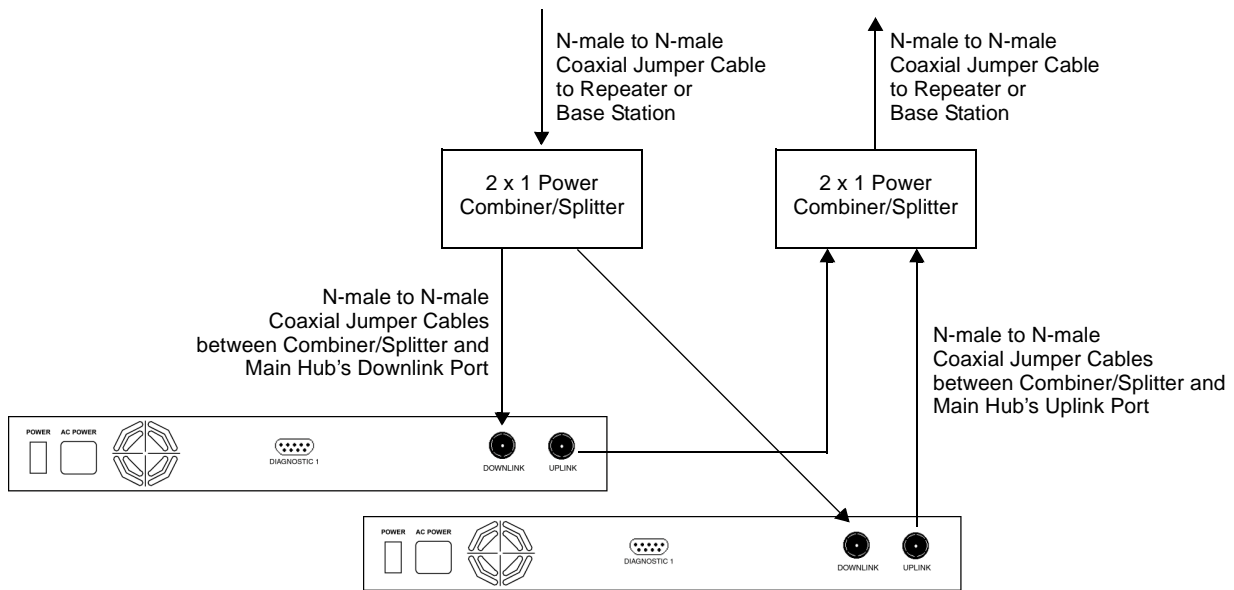 N-male to N-male
Coaxial Jumper Cable
to Repeater or
Base Station
N-male to N-male
Coaxial Jumper Cable
to Repeater or
Base Station
2 x 1 Power
Combiner/Splitter
2 x 1 Power
Combiner/Splitter
N-male to N-male
Coaxial Jumper Cables
between Combiner/Splitter and
Main Hub's Downlink Port
N-male to N-male
Coaxial Jumper Cables
between Combiner/Splitter and
Main Hub's Uplink Port
POWER
AC POWER
DIAGNOSTIC 1
DOWNLINK
UPLINK
POWER
AC POWER
DIAGNOSTIC 1
DOWNLINK
UPLINK